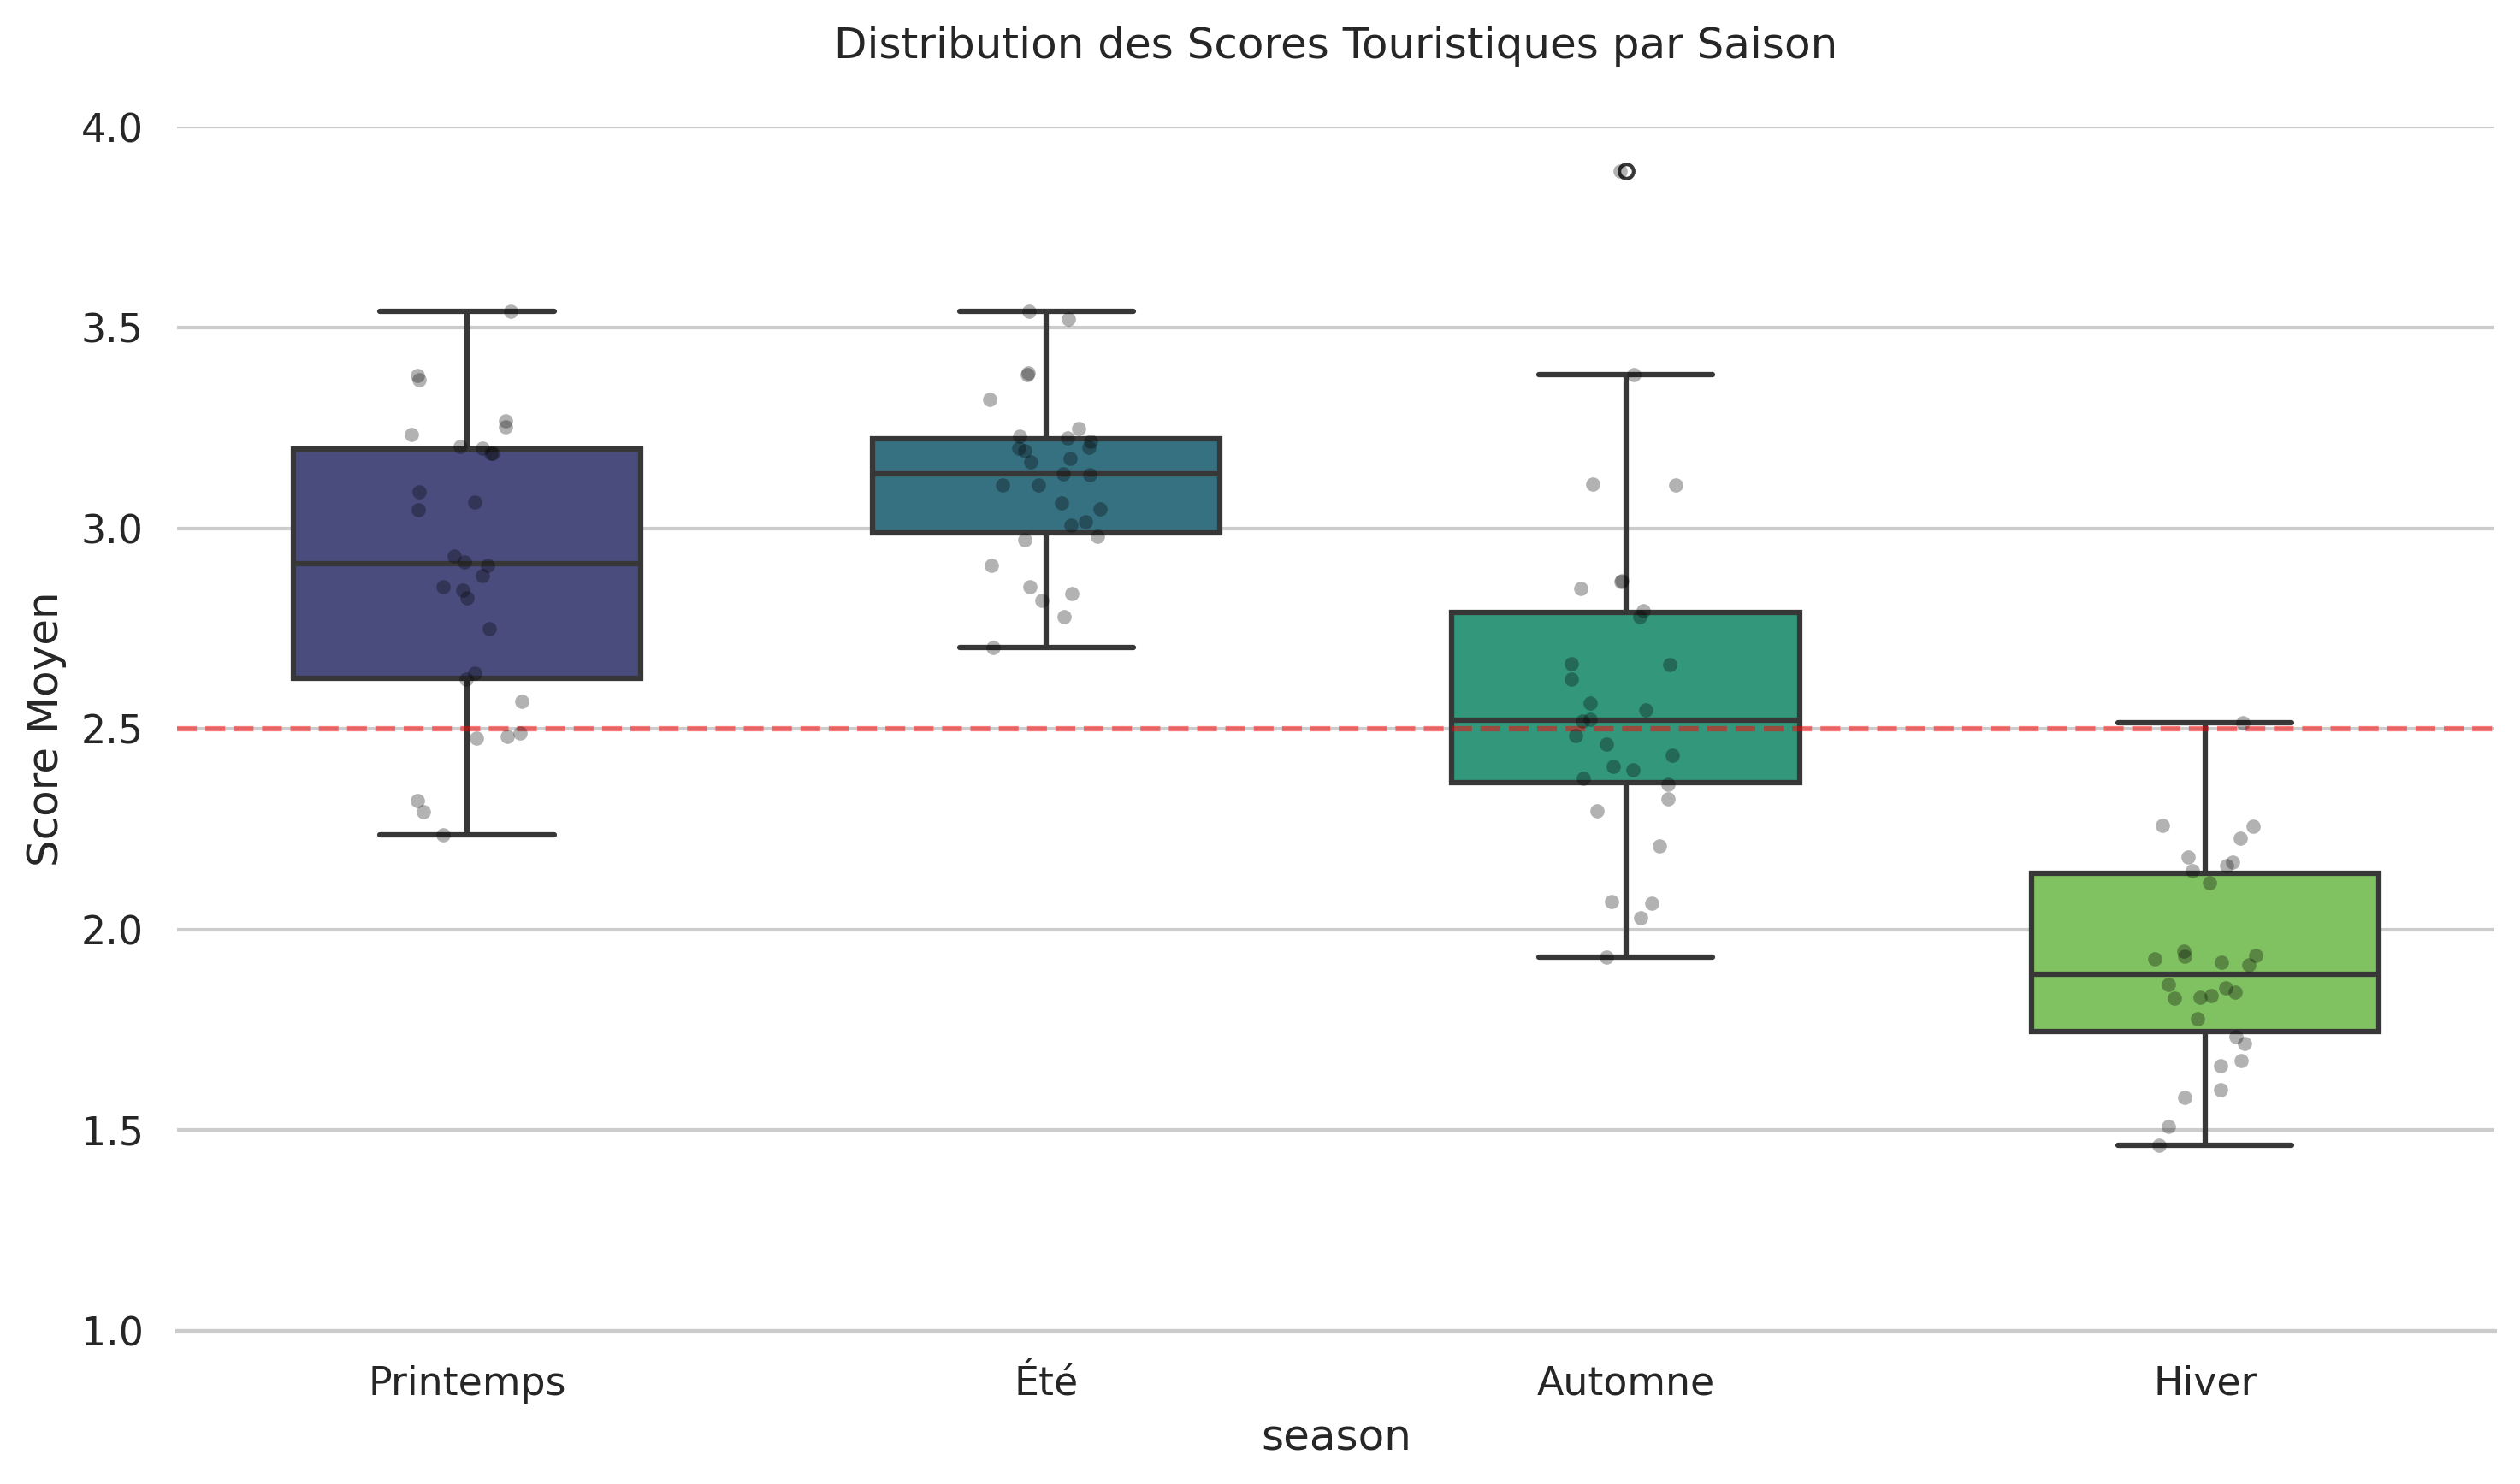 Distribution des Scores Touristiques par Saison
Score Moyen
4.0
3.5
3.0
2.5
2.0
1.5
1.0
Printemps
Été
Automne
Hiver
season